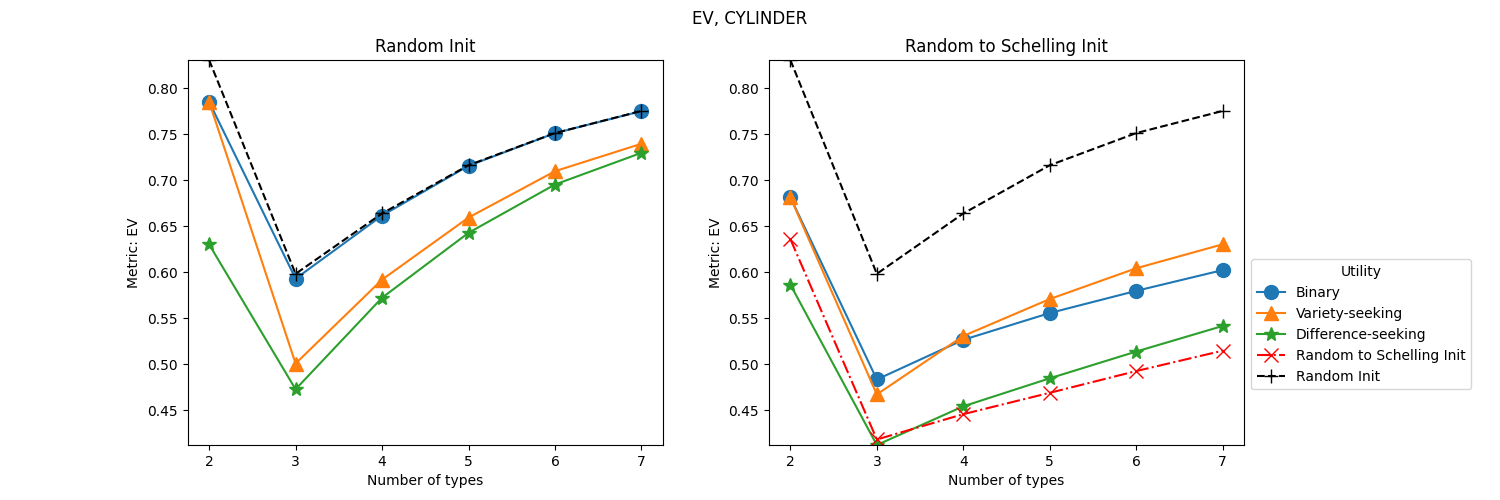 EV, CYLINDER
Random Init
Metric: EV
0.80
0.75
0.70
0.65
0.60
0.55
0.50
0.45
2 3 4 5 6 7
Number of types
Random to Schelling Init
Metric: EV
0.80
0.75
0.70
0.65
0.60
0.55
0.50
0.45
2 3 4 5 6 7
Number of types
Utility
Binary
Variety-seeking
Difference-seeking
Random to Schelling Init
Random Init